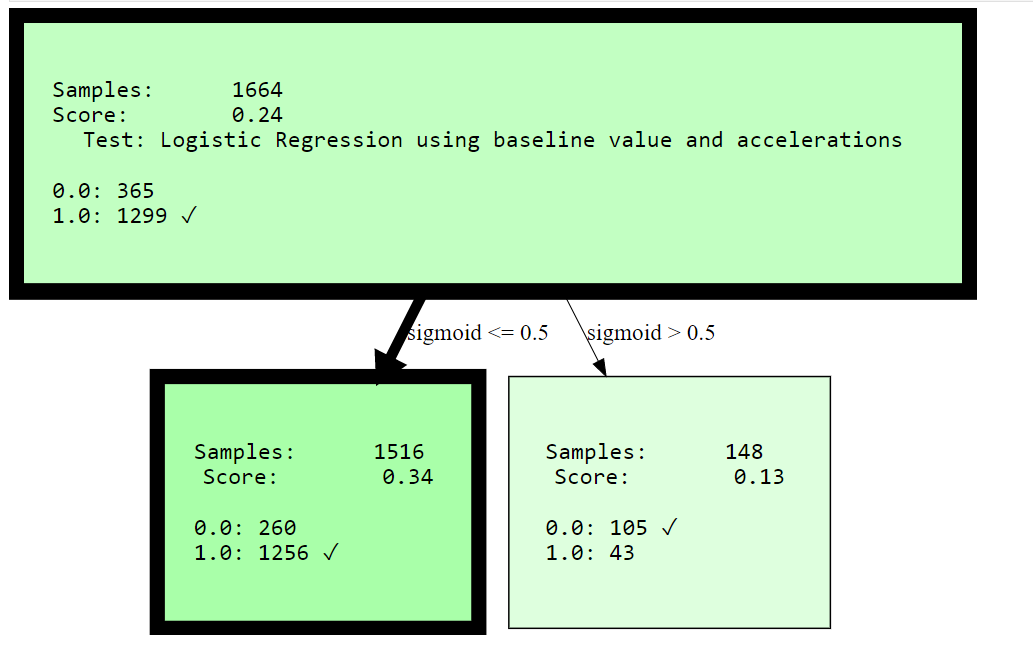 Samples: 1664
Score: 0.24
Test: Logistic Regression using baseline value and accelerations
0.0: 365
1.0: 1299 ✓
sigmoid <= 0.5
sigmoid > 0.5
Samples: 1516
Score: 0.34
0.0: 260
1.0: 1256 ✓
Samples: 148
Score: 0.13
0.0: 105 ✓
1.0: 43